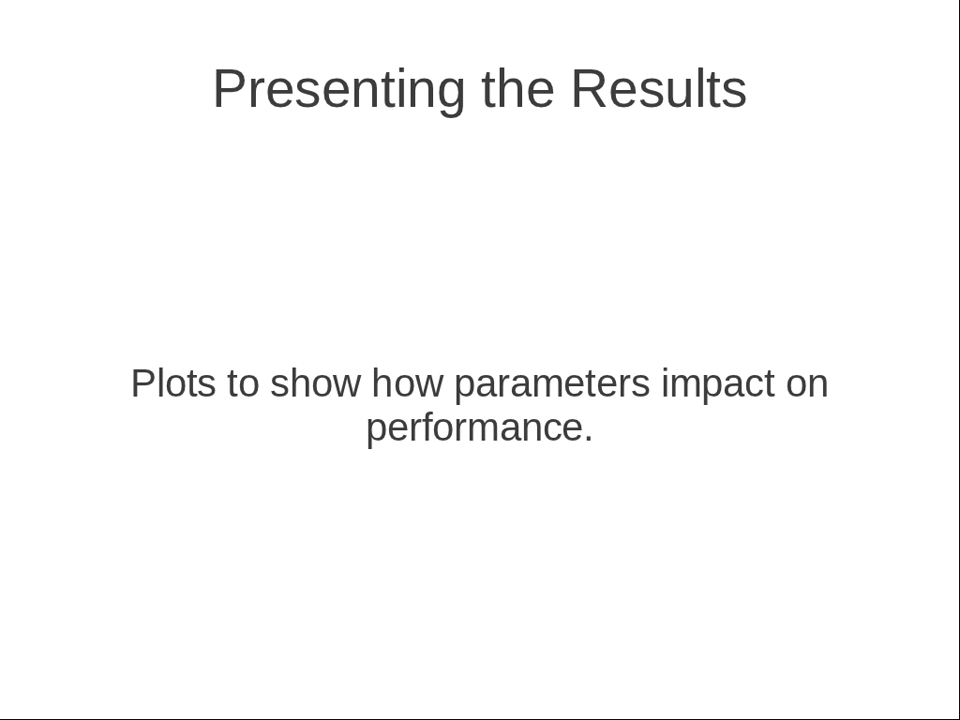 Presenting the Results
Plots to show how parameters impact on
performance.